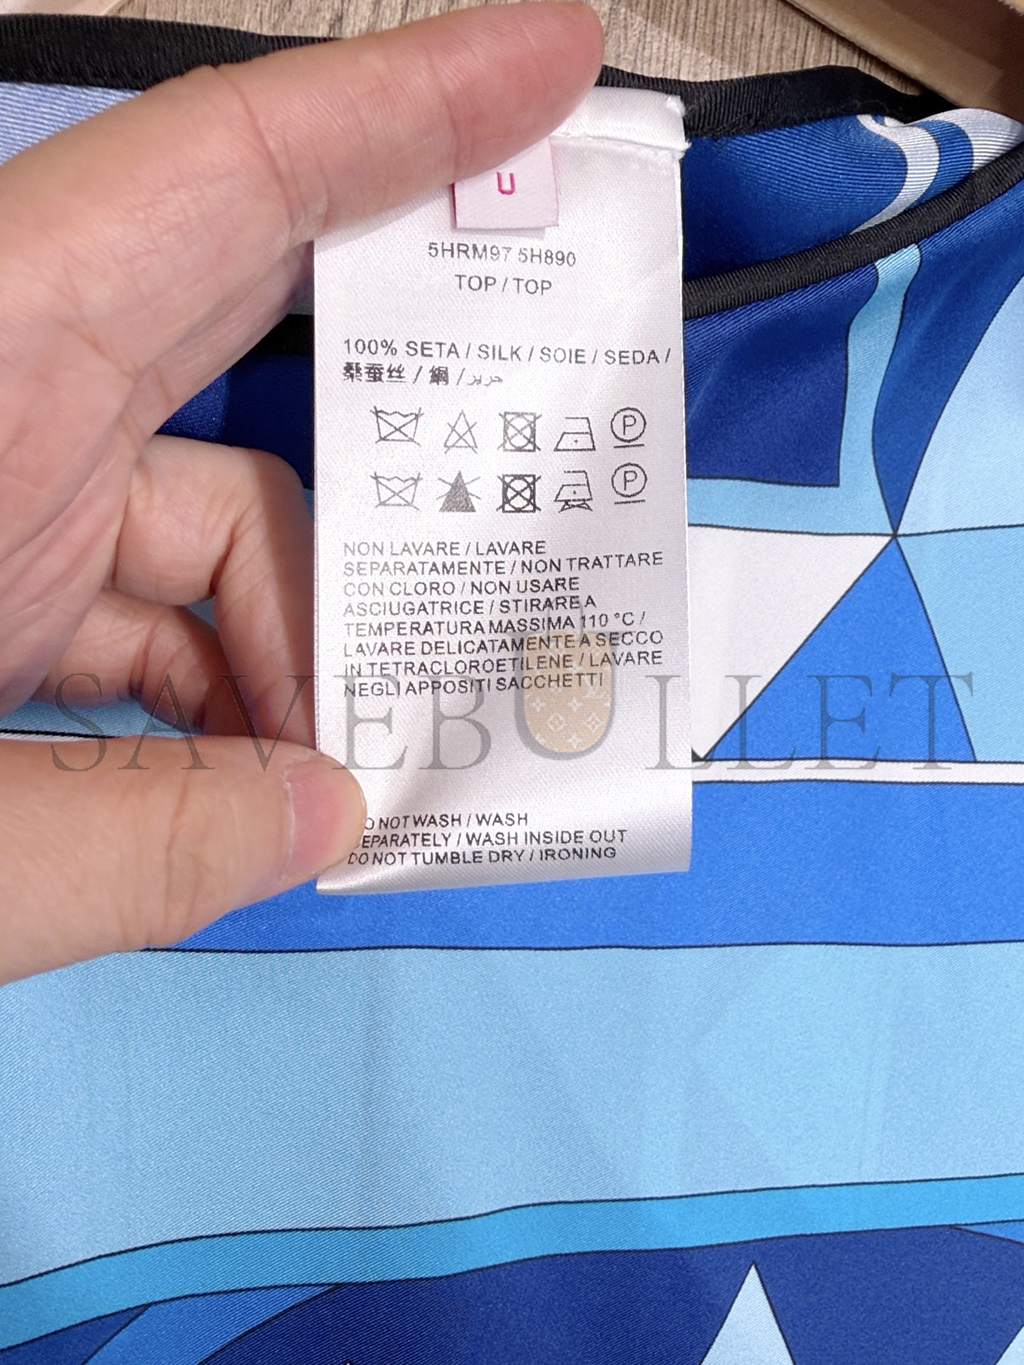 U
5HRM97 5H890
TOP / TOP
100% SETA / SILK / SOIE / SEDA /
桑蚕丝 / 絹 / حرير
P
P
NON LAVARE / LAVARE
SEPARATAMENTE / NON TRATTARE
CON CLORO / NON USARE
ASCIUGATRICE / STIRARE A
TEMPERATURA MASSIMA 110 °C /
LAVARE DELICATAMENTE A SECCO
IN TETRACLOROETILENE / LAVARE
NEGLI APPOSITI SACCHETTI
SAVEBULLET
O NOT WASH / WASH
EPARATELY / WASH INSIDE OUT
DO NOT TUMBLE DRY / IRONING